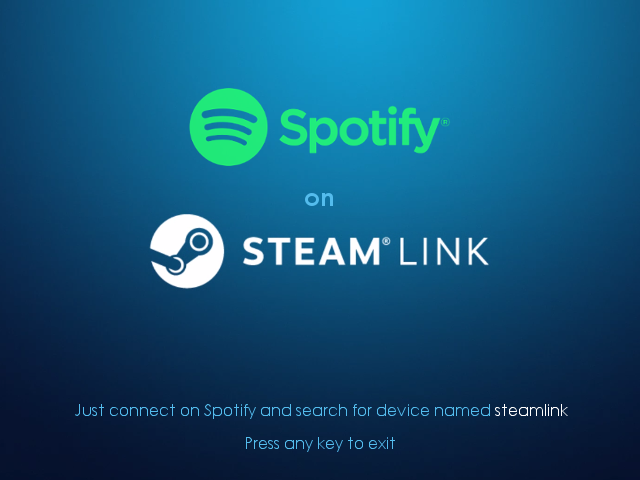 Spotify®
on
STEAM® LINK
Just connect on Spotify and search for device named steamlink
Press any key to exit